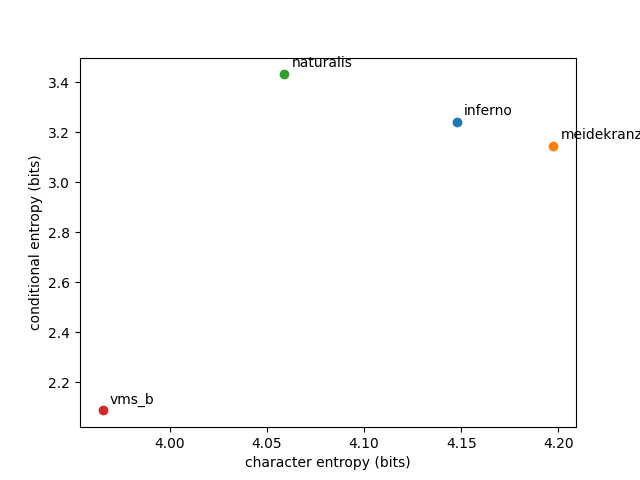 naturalis
3.4
inferno
3.2
meidekranz
3.0
2.8
2.6
2.4
2.2
vms_b
conditional entropy (bits)
4.00 4.05 4.10 4.15 4.20
character entropy (bits)